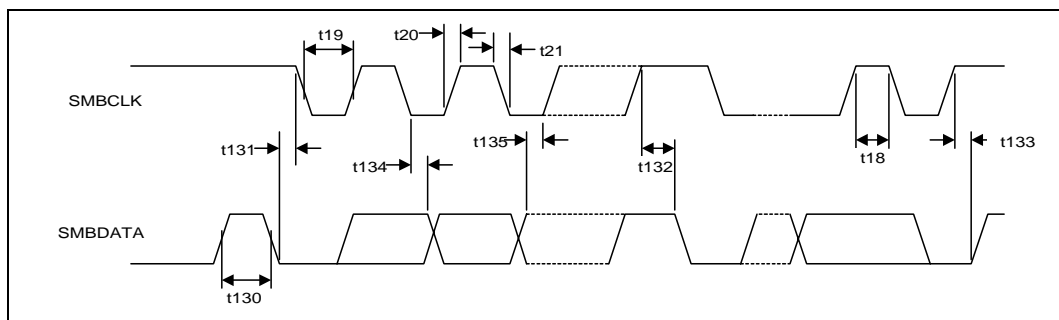 t19
t20
t21
SMBCLK
t131
t134
t135
t132
t18
t133
SMBDATA
t130